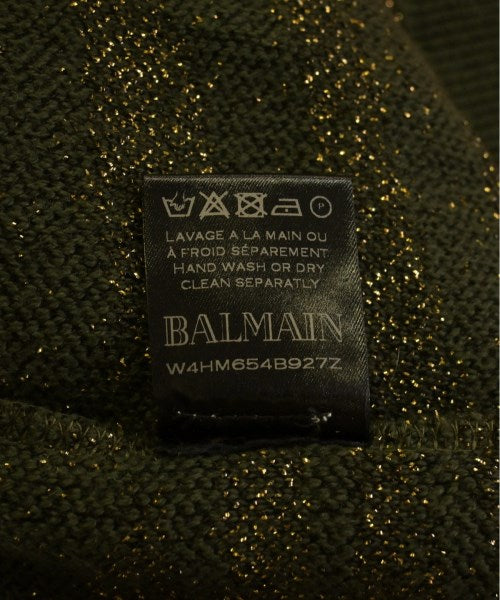 LAVAGE A LA MAIN OU
À FROID SÉPAREMENT
HAND WASH OR DRY
CLEAN SEPARATLY
BALMAIN
W4HM654B927Z